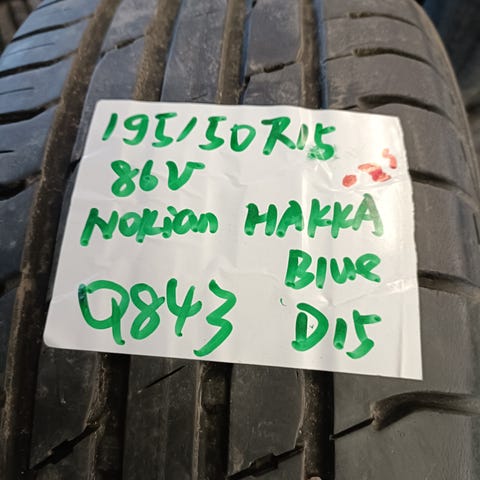 195/50R15
86V
Nokian HAKKA
Blue
Q843 D15